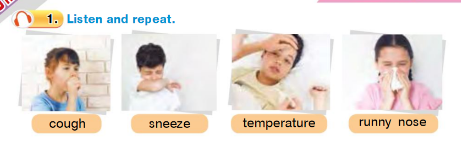 1. Listen and repeat.
cough
sneeze
temperature
runny nose